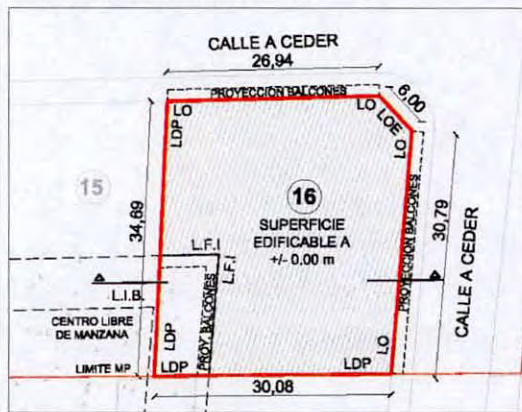 CALLE A CEDER
26,94
PROYECCION BALCONES
6,00
LO
LO
LOE
LDP
LO
15
16
34,69
SUPERFICIE
EDIFICABLE A
+/- 0.00 m
30,79
PROYECCION BALCONES
CALLE A CEDER
L.F.I
L.F.I
L.I.B.
PROY. BALCONES
CENTRO LIBRE
DE MANZANA
LDP
LO
LIMITE MP
LDP
LDP
30,08